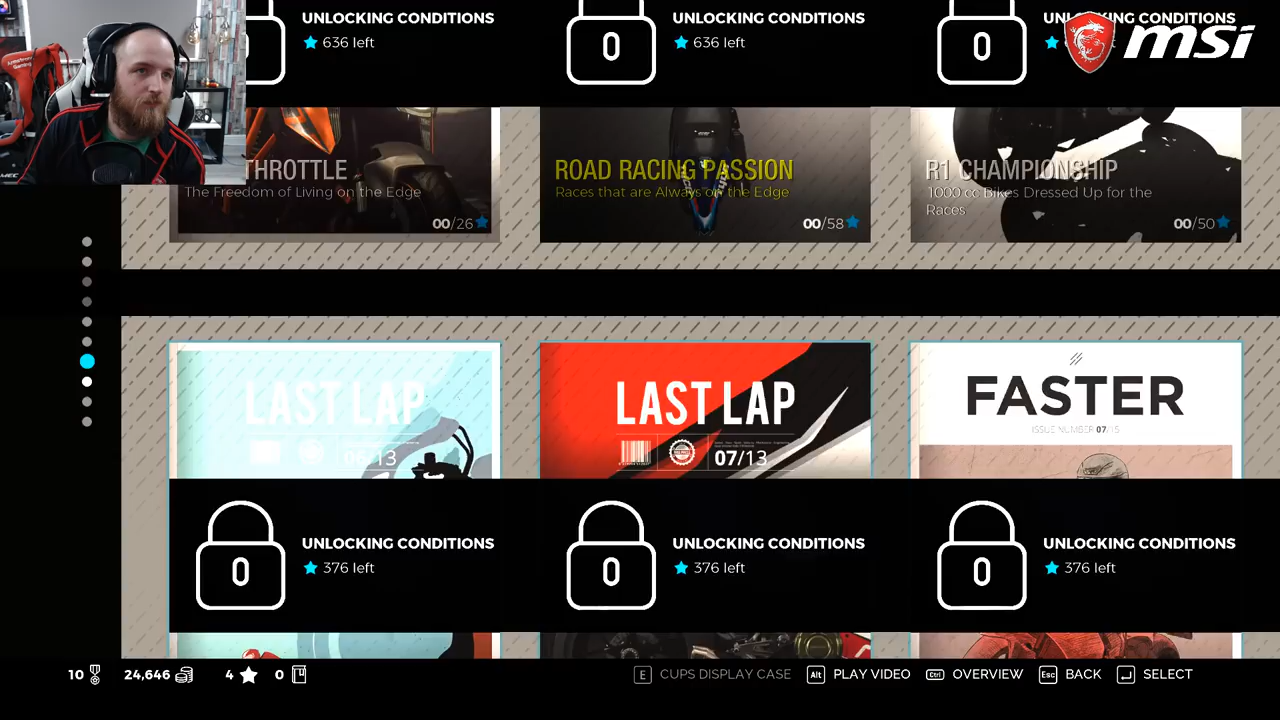 UNLOCKING CONDITIONS
636 left
UNLOCKING CONDITIONS
636 left
UNLOCKING CONDITIONS
msi
THROTTLE
The Freedom of Living on the Edge
00/26
ROAD RACING PASSION
Races that are Always on the Edge
00/58
R1 CHAMPIONSHIP
1000 cc Bikes Dressed Up for the
Races
00/50
LAST LAP
06/13
LAST LAP
07/13
FASTER
ISSUE NUMBER 07/15
UNLOCKING CONDITIONS
376 left
UNLOCKING CONDITIONS
376 left
UNLOCKING CONDITIONS
376 left
10
24,646
4
0
E CUPS DISPLAY CASE
Alt PLAY VIDEO
Ctrl OVERVIEW
Esc BACK
SELECT